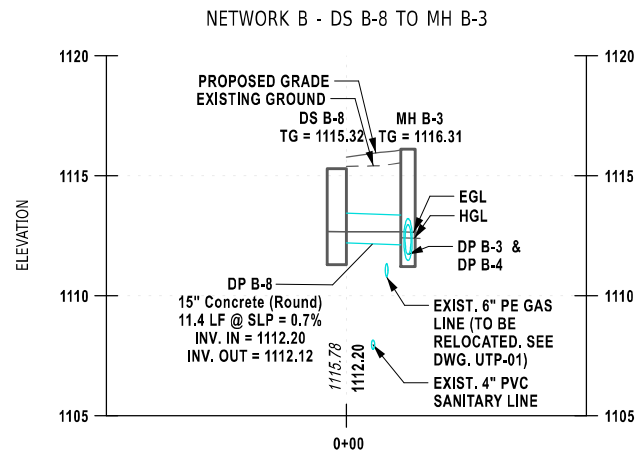 NETWORK B - DS B-8 TO MH B-3
1120
1120
PROPOSED GRADE
EXISTING GROUND
DS B-8
TG = 1115.32
MH B-3
TG = 1116.31
1115
1115
ELEVATION
EGL
HGL
DP B-3 &
DP B-4
DP B-8
15" Concrete (Round)
11.4 LF @ SLP = 0.7%
INV. IN = 1112.20
INV. OUT = 1112.12
1110
1110
EXIST. 6" PE GAS
LINE (TO BE
RELOCATED. SEE
DWG. UTP-01)
1115.78
1112.20
EXIST. 4" PVC
SANITARY LINE
1105
1105
0+00